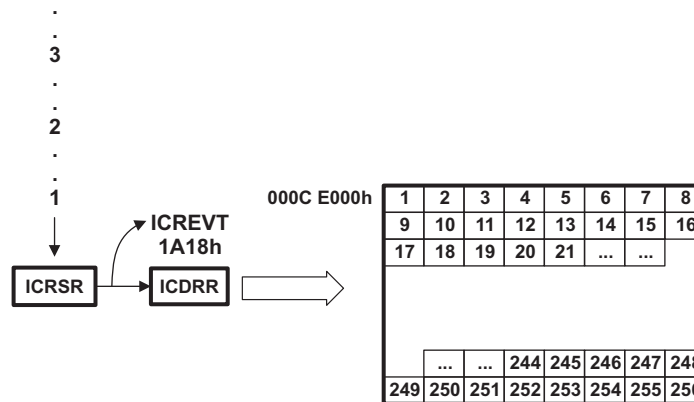 .
.
3
.
.
2
.
.
1
ICREVT
1A18h
ICRSR
ICDRR
000C E000h
1 2 3 4 5 6 7 8
9 10 11 12 13 14 15 16
17 18 19 20 21 ... ...
... ... 244 245 246 247 248
249 250 251 252 253 254 255 256